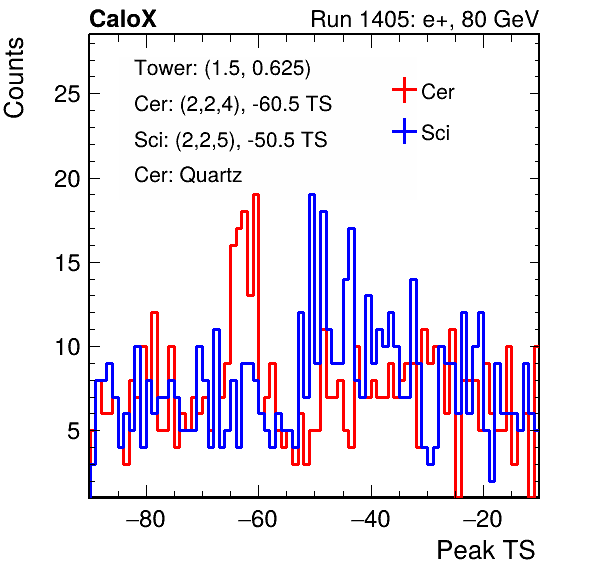 CaloX Run 1405: e+, 80 GeV
Counts
Tower: (1.5, 0.625)
Cer: (2,2,4), -60.5 TS
Sci: (2,2,5), -50.5 TS
Cer: Quartz
Cer
Sci
25
20
15
10
5
−80 −60 −40 −20
Peak TS